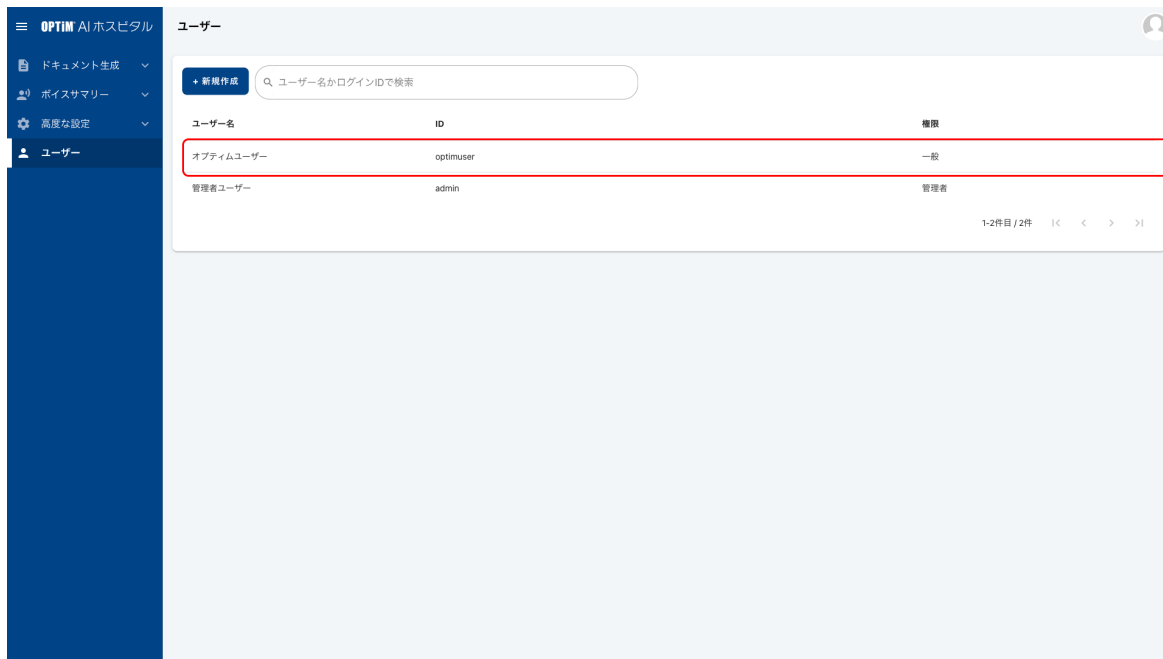 OPTiM AIホスピタル
ドキュメント生成
ボイスサマリー
高度な設定
ユーザー
ユーザー
+ 新規作成
ユーザー名かログインIDで検索
ユーザー名 ID 権限
オプティムユーザー optimuser 一般
管理者ユーザー admin 管理者
1-2件目 / 2件